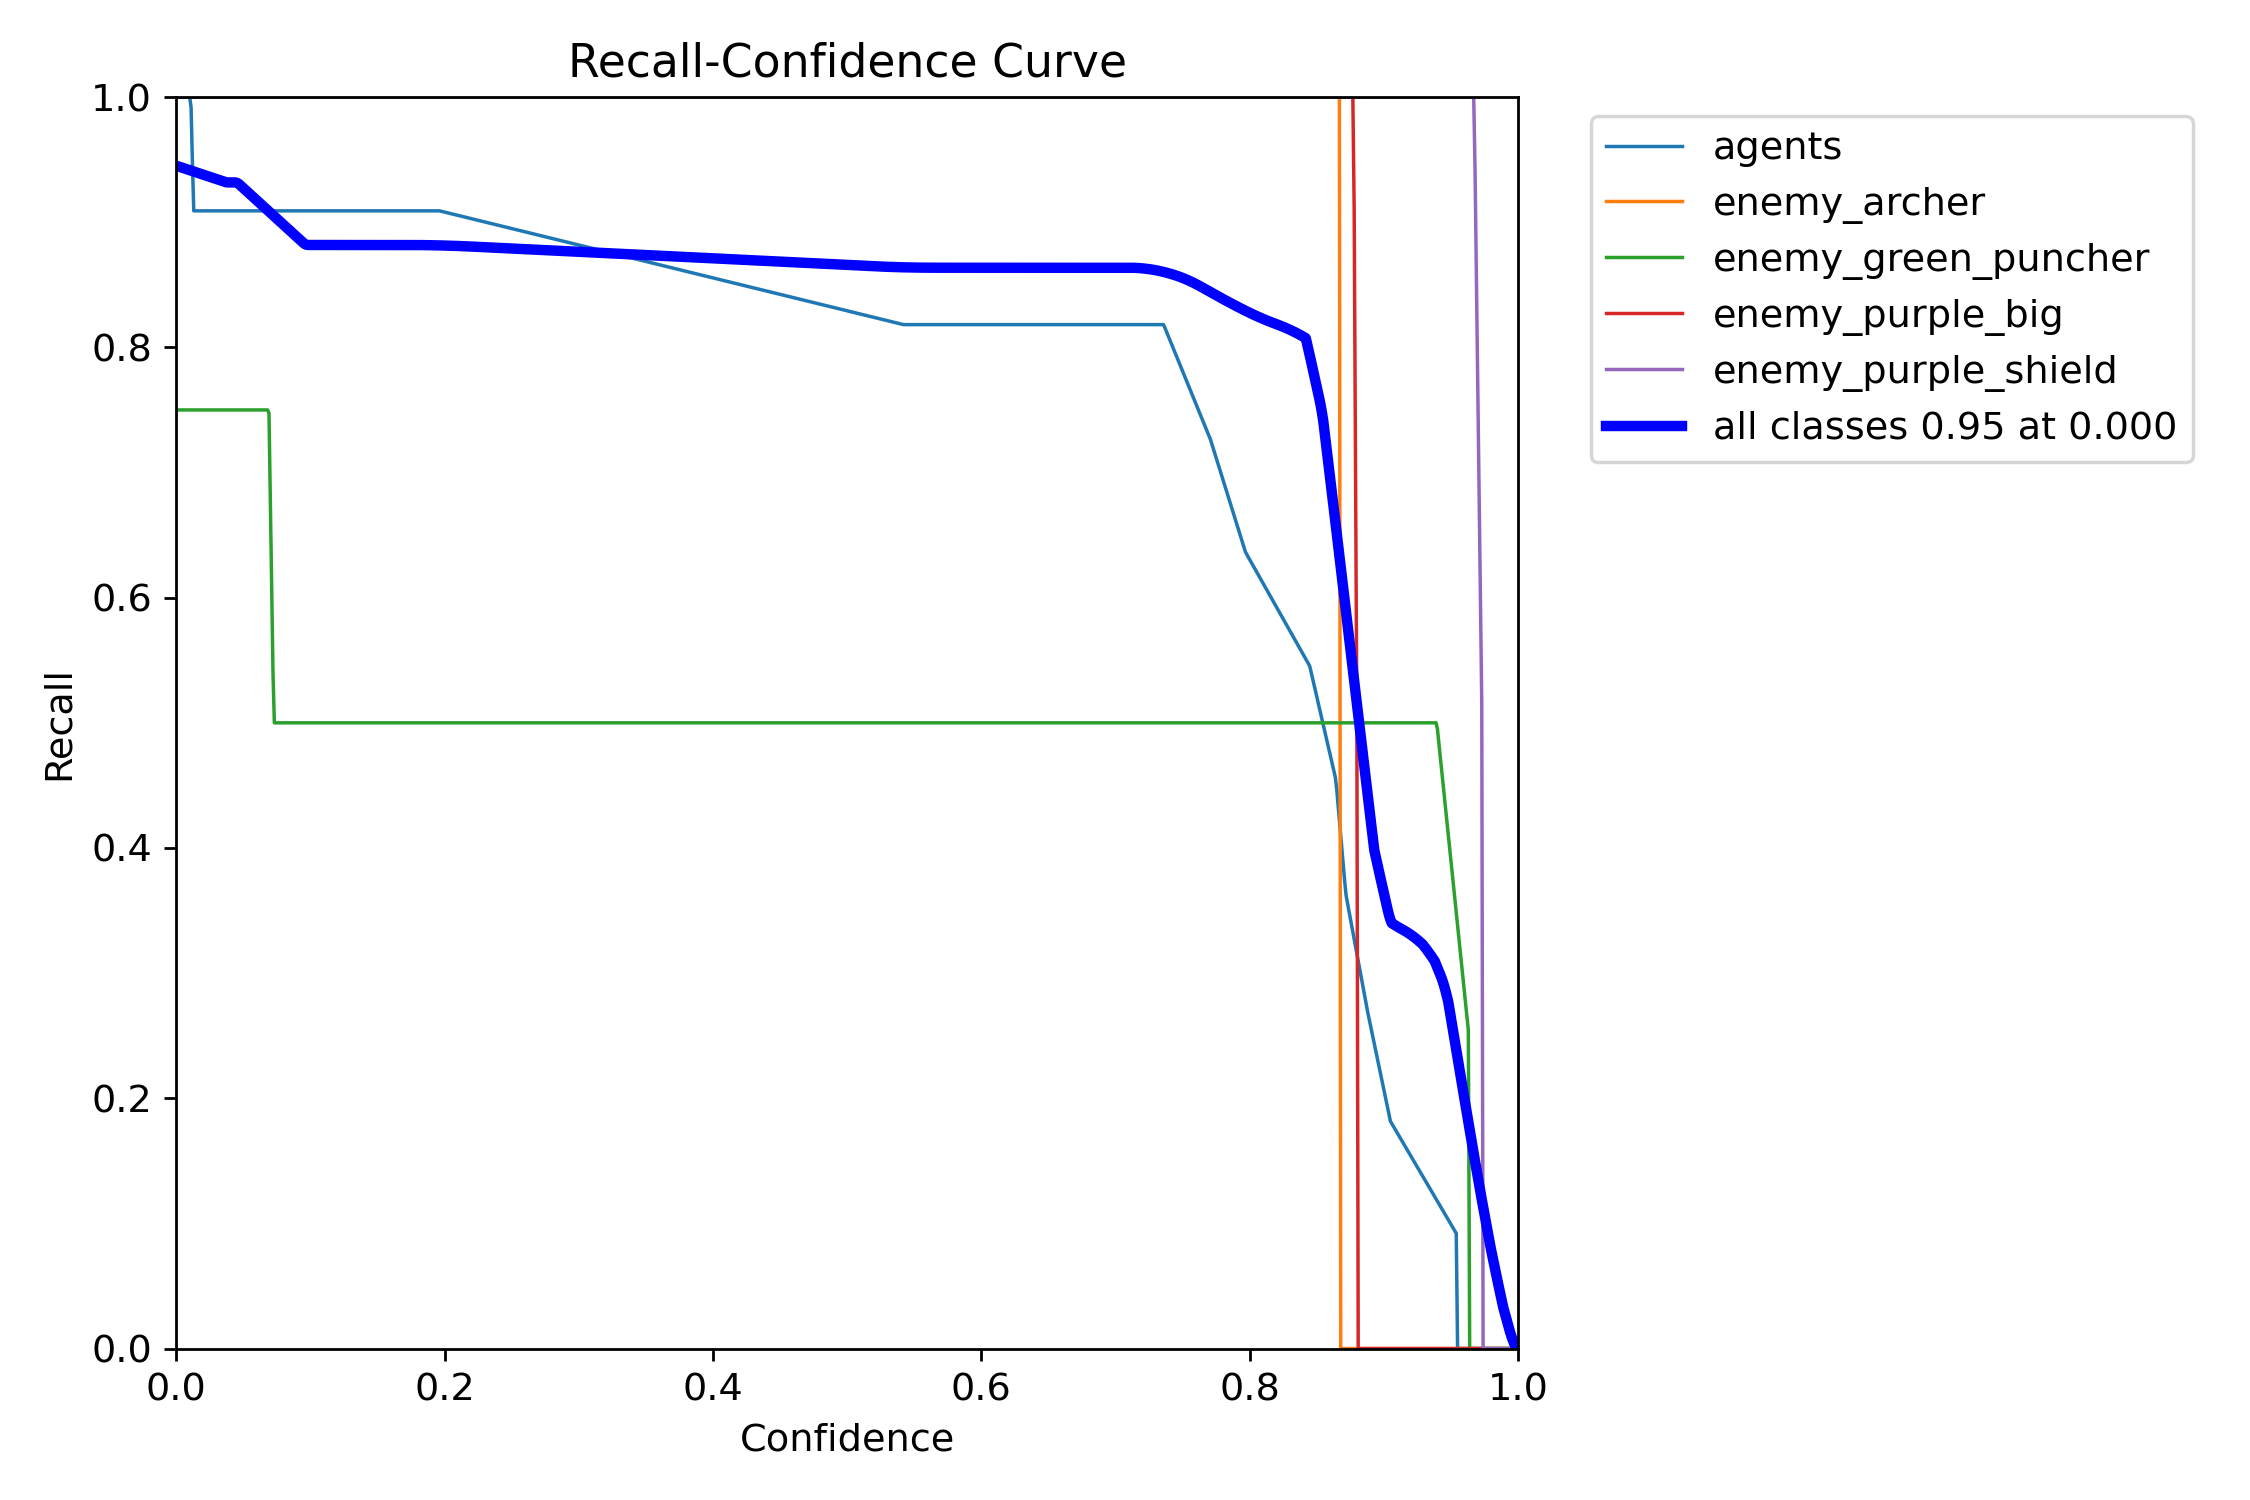 Recall-Confidence Curve
1.0
0.8
0.6
0.4
0.2
0.0
Recall
0.0 0.2 0.4 0.6 0.8 1.0
Confidence
agents
enemy_archer
enemy_green_puncher
enemy_purple_big
enemy_purple_shield
all classes 0.95 at 0.000